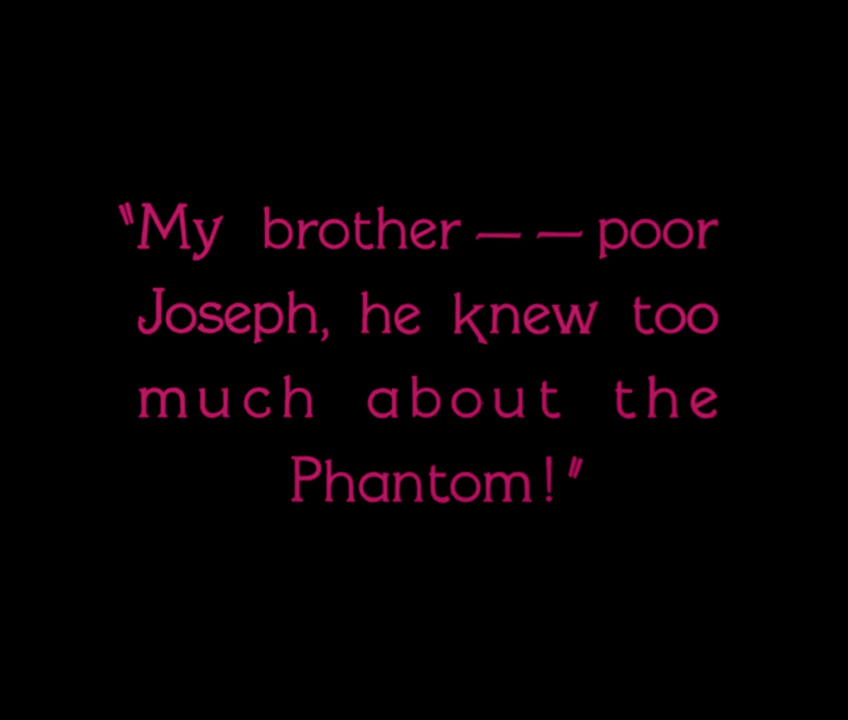 "My brother — — poor
Joseph, he knew too
much about the
Phantom!"